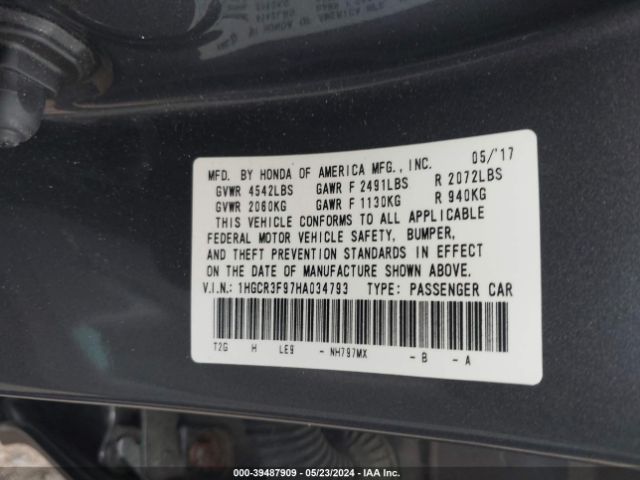 MFD. BY HONDA OF AMERICA MFG., INC. 05/'17
GVWR 4542LBS GAWR F 2491LBS R 2072LBS
GVWR 2060KG GAWR F 1130KG R 940KG
THIS VEHICLE CONFORMS TO ALL APPLICABLE
FEDERAL MOTOR VEHICLE SAFETY, BUMPER,
AND THEFT PREVENTION STANDARDS IN EFFECT
ON THE DATE OF MANUFACTURE SHOWN ABOVE.
V.I.N.: 1HGCR3F97HA034793 TYPE: PASSENGER CAR
T2G H LE9 - NH797MX - B - A
000-39487909 - 05/23/2024 - IAA Inc.